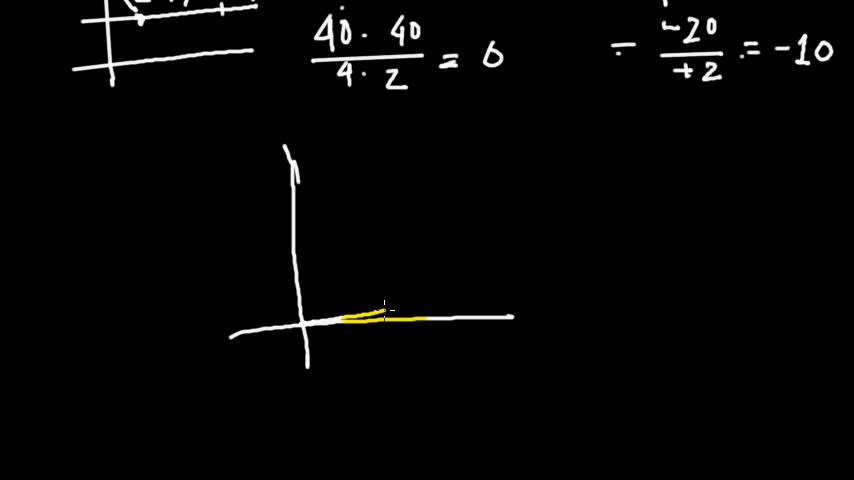 40 · 40 / 4 · 2 = 0
= -20 / +2 = -10